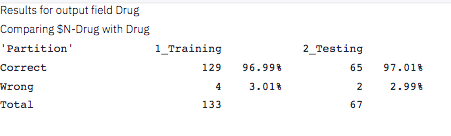 Results for output field Drug
Comparing $N-Drug with Drug
'Partition' 1_Training 2_Testing
Correct 129 96.99% 65 97.01%
Wrong 4 3.01% 2 2.99%
Total 133 67